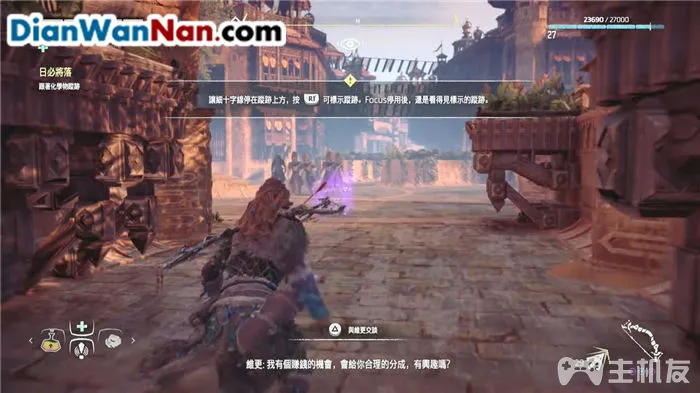 DianWanNan.com
N
23690 / 27000
27
日必將落
跟著化學物蹤跡
讓細十字線停在蹤跡上方，按 RF 可標示蹤跡。Focus停用後，還是看得見標示的蹤跡。
與維更交談
維更: 我有個賺錢的機會，會給你合理的分成，有興趣嗎?
主机友